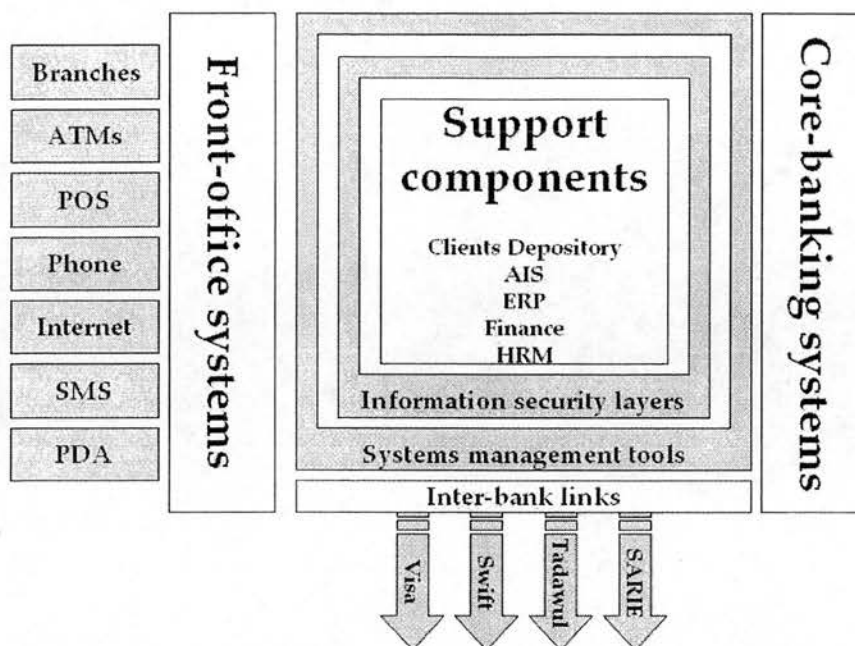 Branches
ATMs
POS
Phone
Internet
SMS
PDA
Front-office systems
Support
components
Clients Depository
AIS
ERP
Finance
HRM
Information security layers
Systems management tools
Inter-bank links
Visa
Swift
Tadawul
SARIE
Core-banking systems